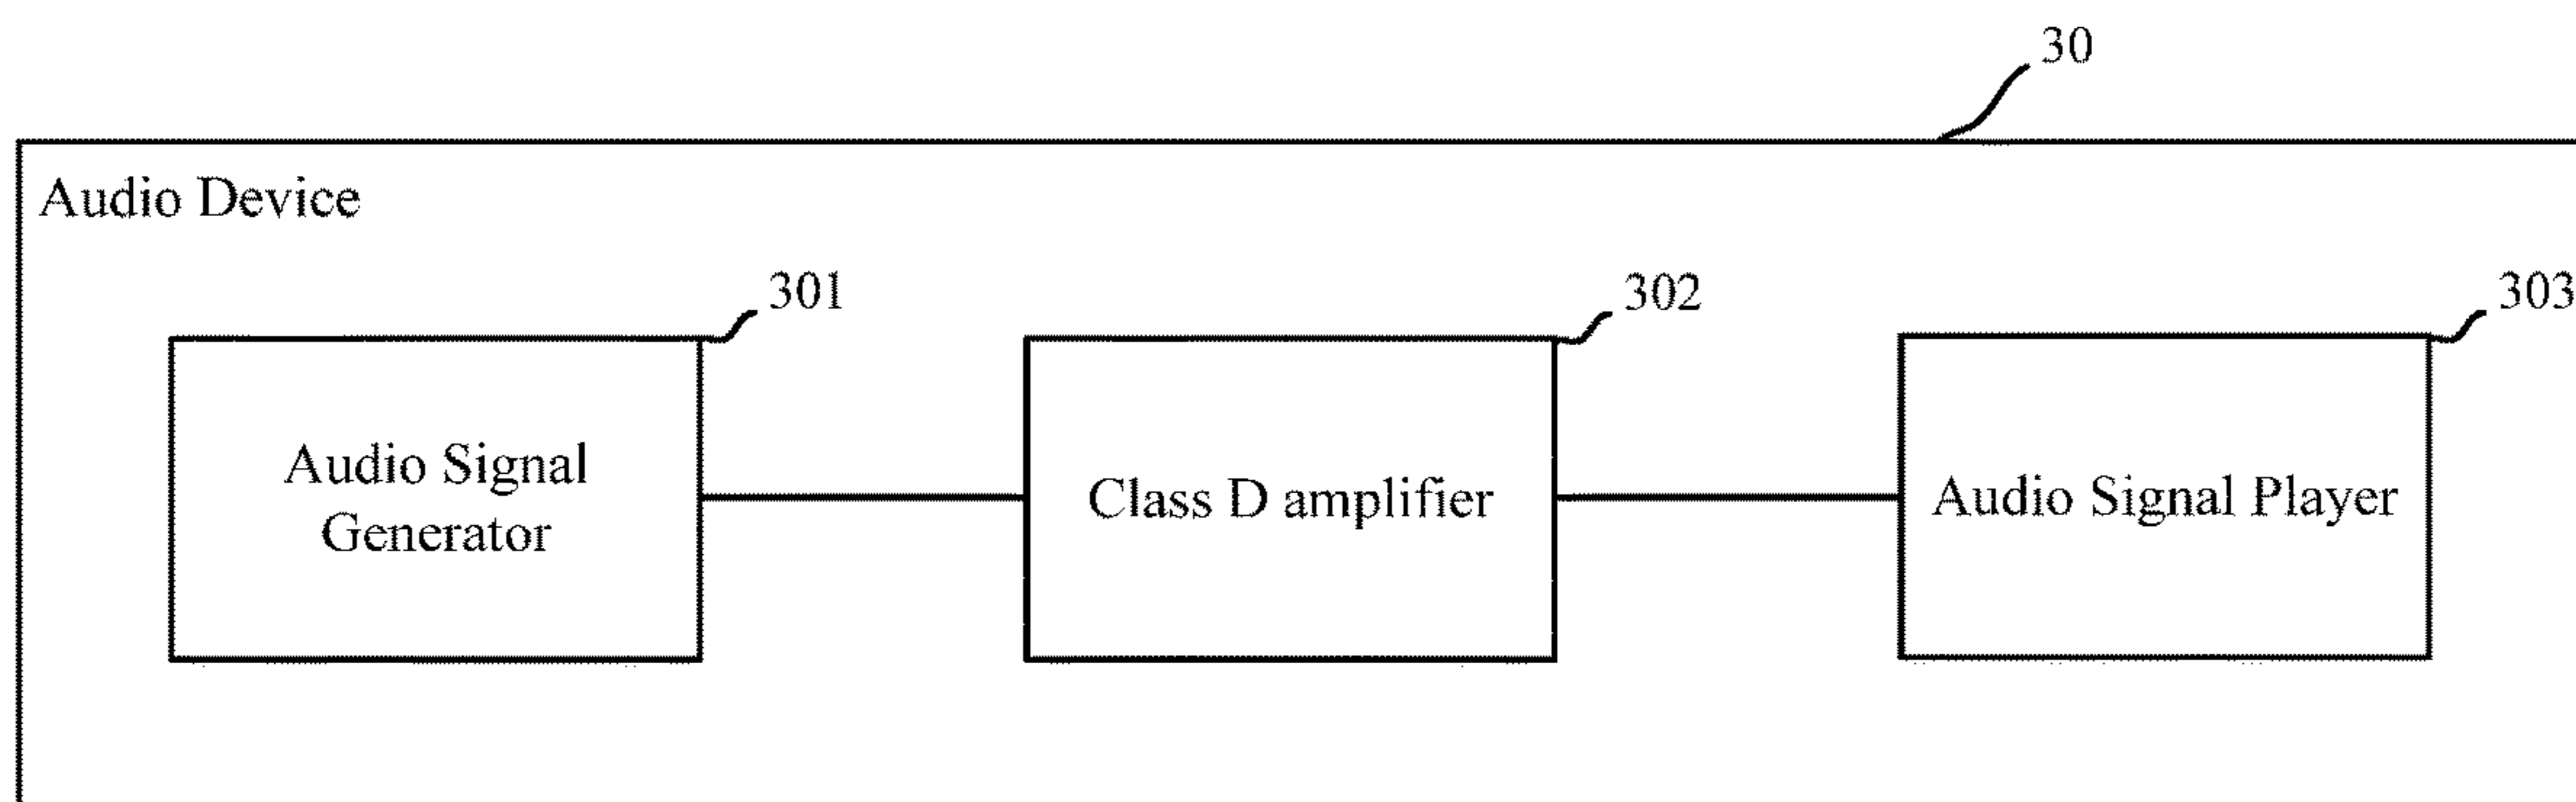 30
Audio Device
301
302
303
Audio Signal
Generator
Class D amplifier
Audio Signal Player